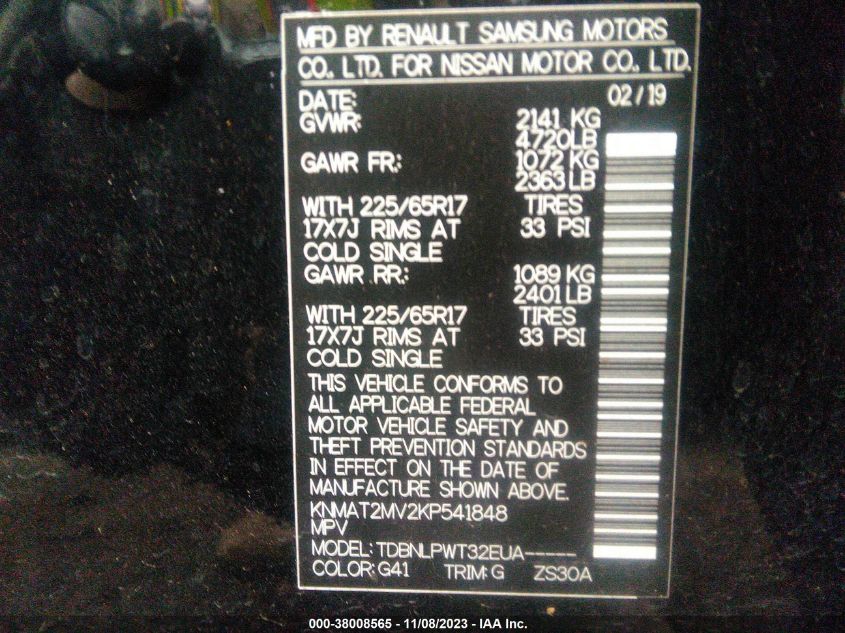 MFD BY RENAULT SAMSUNG MOTORS
CO., LTD. FOR NISSAN MOTOR CO., LTD.
DATE: 02/19
GVWR: 2141 KG
4720LB
GAWR FR: 1072 KG
2363LB
WITH 225/65R17 TIRES
17X7J RIMS AT 33 PSI
COLD SINGLE
GAWR RR: 1089 KG
2401LB
WITH 225/65R17 TIRES
17X7J RIMS AT 33 PSI
COLD SINGLE
THIS VEHICLE CONFORMS TO
ALL APPLICABLE FEDERAL
MOTOR VEHICLE SAFETY AND
THEFT PREVENTION STANDARDS
IN EFFECT ON THE DATE OF
MANUFACTURE SHOWN ABOVE.
KNMAT2MV2KP541848
MPV
MODEL: TDBNLPWT32EUA-----
COLOR: G41 TRIM: G ZS30A
000-38008565 - 11/08/2023 - IAA Inc.